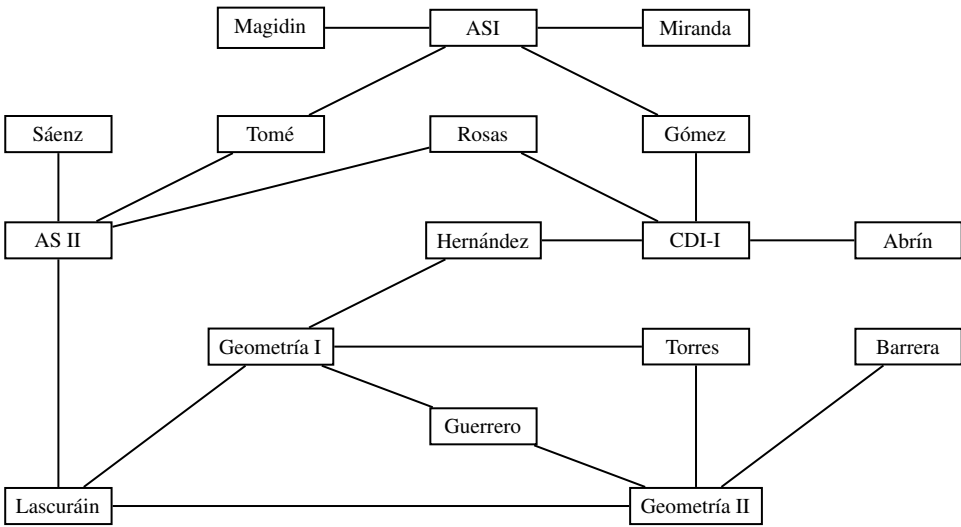 Magidin
ASI
Miranda
Sáenz
Tomé
Rosas
Gómez
AS II
Hernández
CDI-I
Abrín
Geometría I
Torres
Barrera
Guerrero
Lascuráin
Geometría II